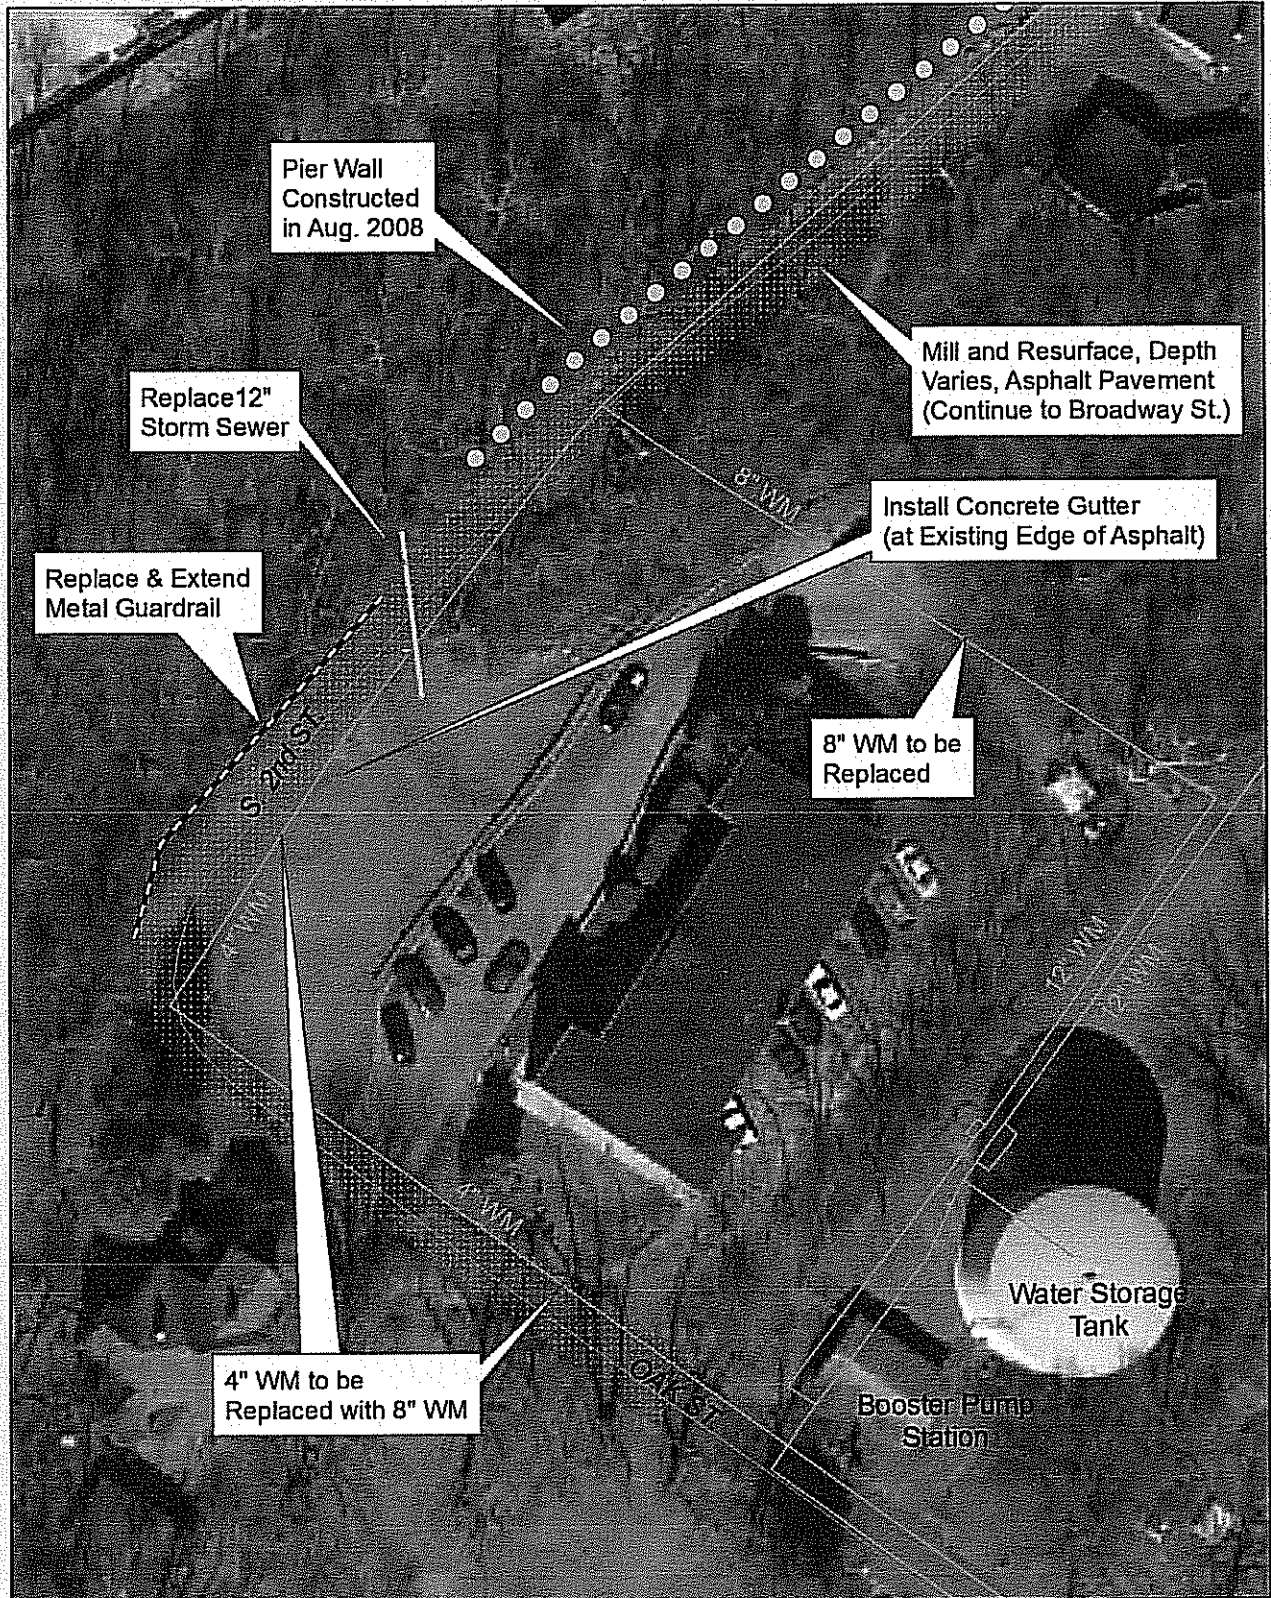 Pier Wall
Constructed
in Aug. 2008
Mill and Resurface, Depth
Varies, Asphalt Pavement
(Continue to Broadway St.)
Replace12"
Storm Sewer
8" WM
Install Concrete Gutter
(at Existing Edge of Asphalt)
Replace & Extend
Metal Guardrail
S. 2nd ST
8" WM to be
Replaced
4" WM
12" WM
12" WM
4" WM
Water Storage
Tank
4" WM to be
Replaced with 8" WM
OAK ST
Booster Pump
Station